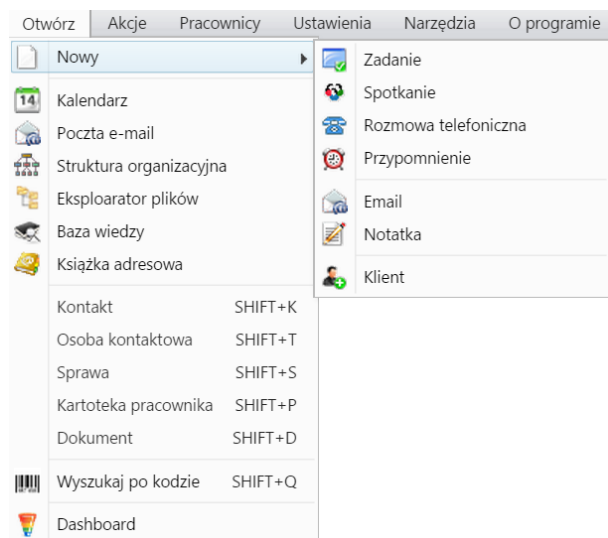 Otwórz Akcje Pracownicy Ustawienia Narzędzia O programie
Nowy
Kalendarz
Poczta e-mail
Struktura organizacyjna
Eksploarator plików
Baza wiedzy
Książka adresowa
Kontakt SHIFT+K
Osoba kontaktowa SHIFT+T
Sprawa SHIFT+S
Kartoteka pracownika SHIFT+P
Dokument SHIFT+D
Wyszukaj po kodzie SHIFT+Q
Dashboard
Zadanie
Spotkanie
Rozmowa telefoniczna
Przypomnienie
Email
Notatka
Klient
14